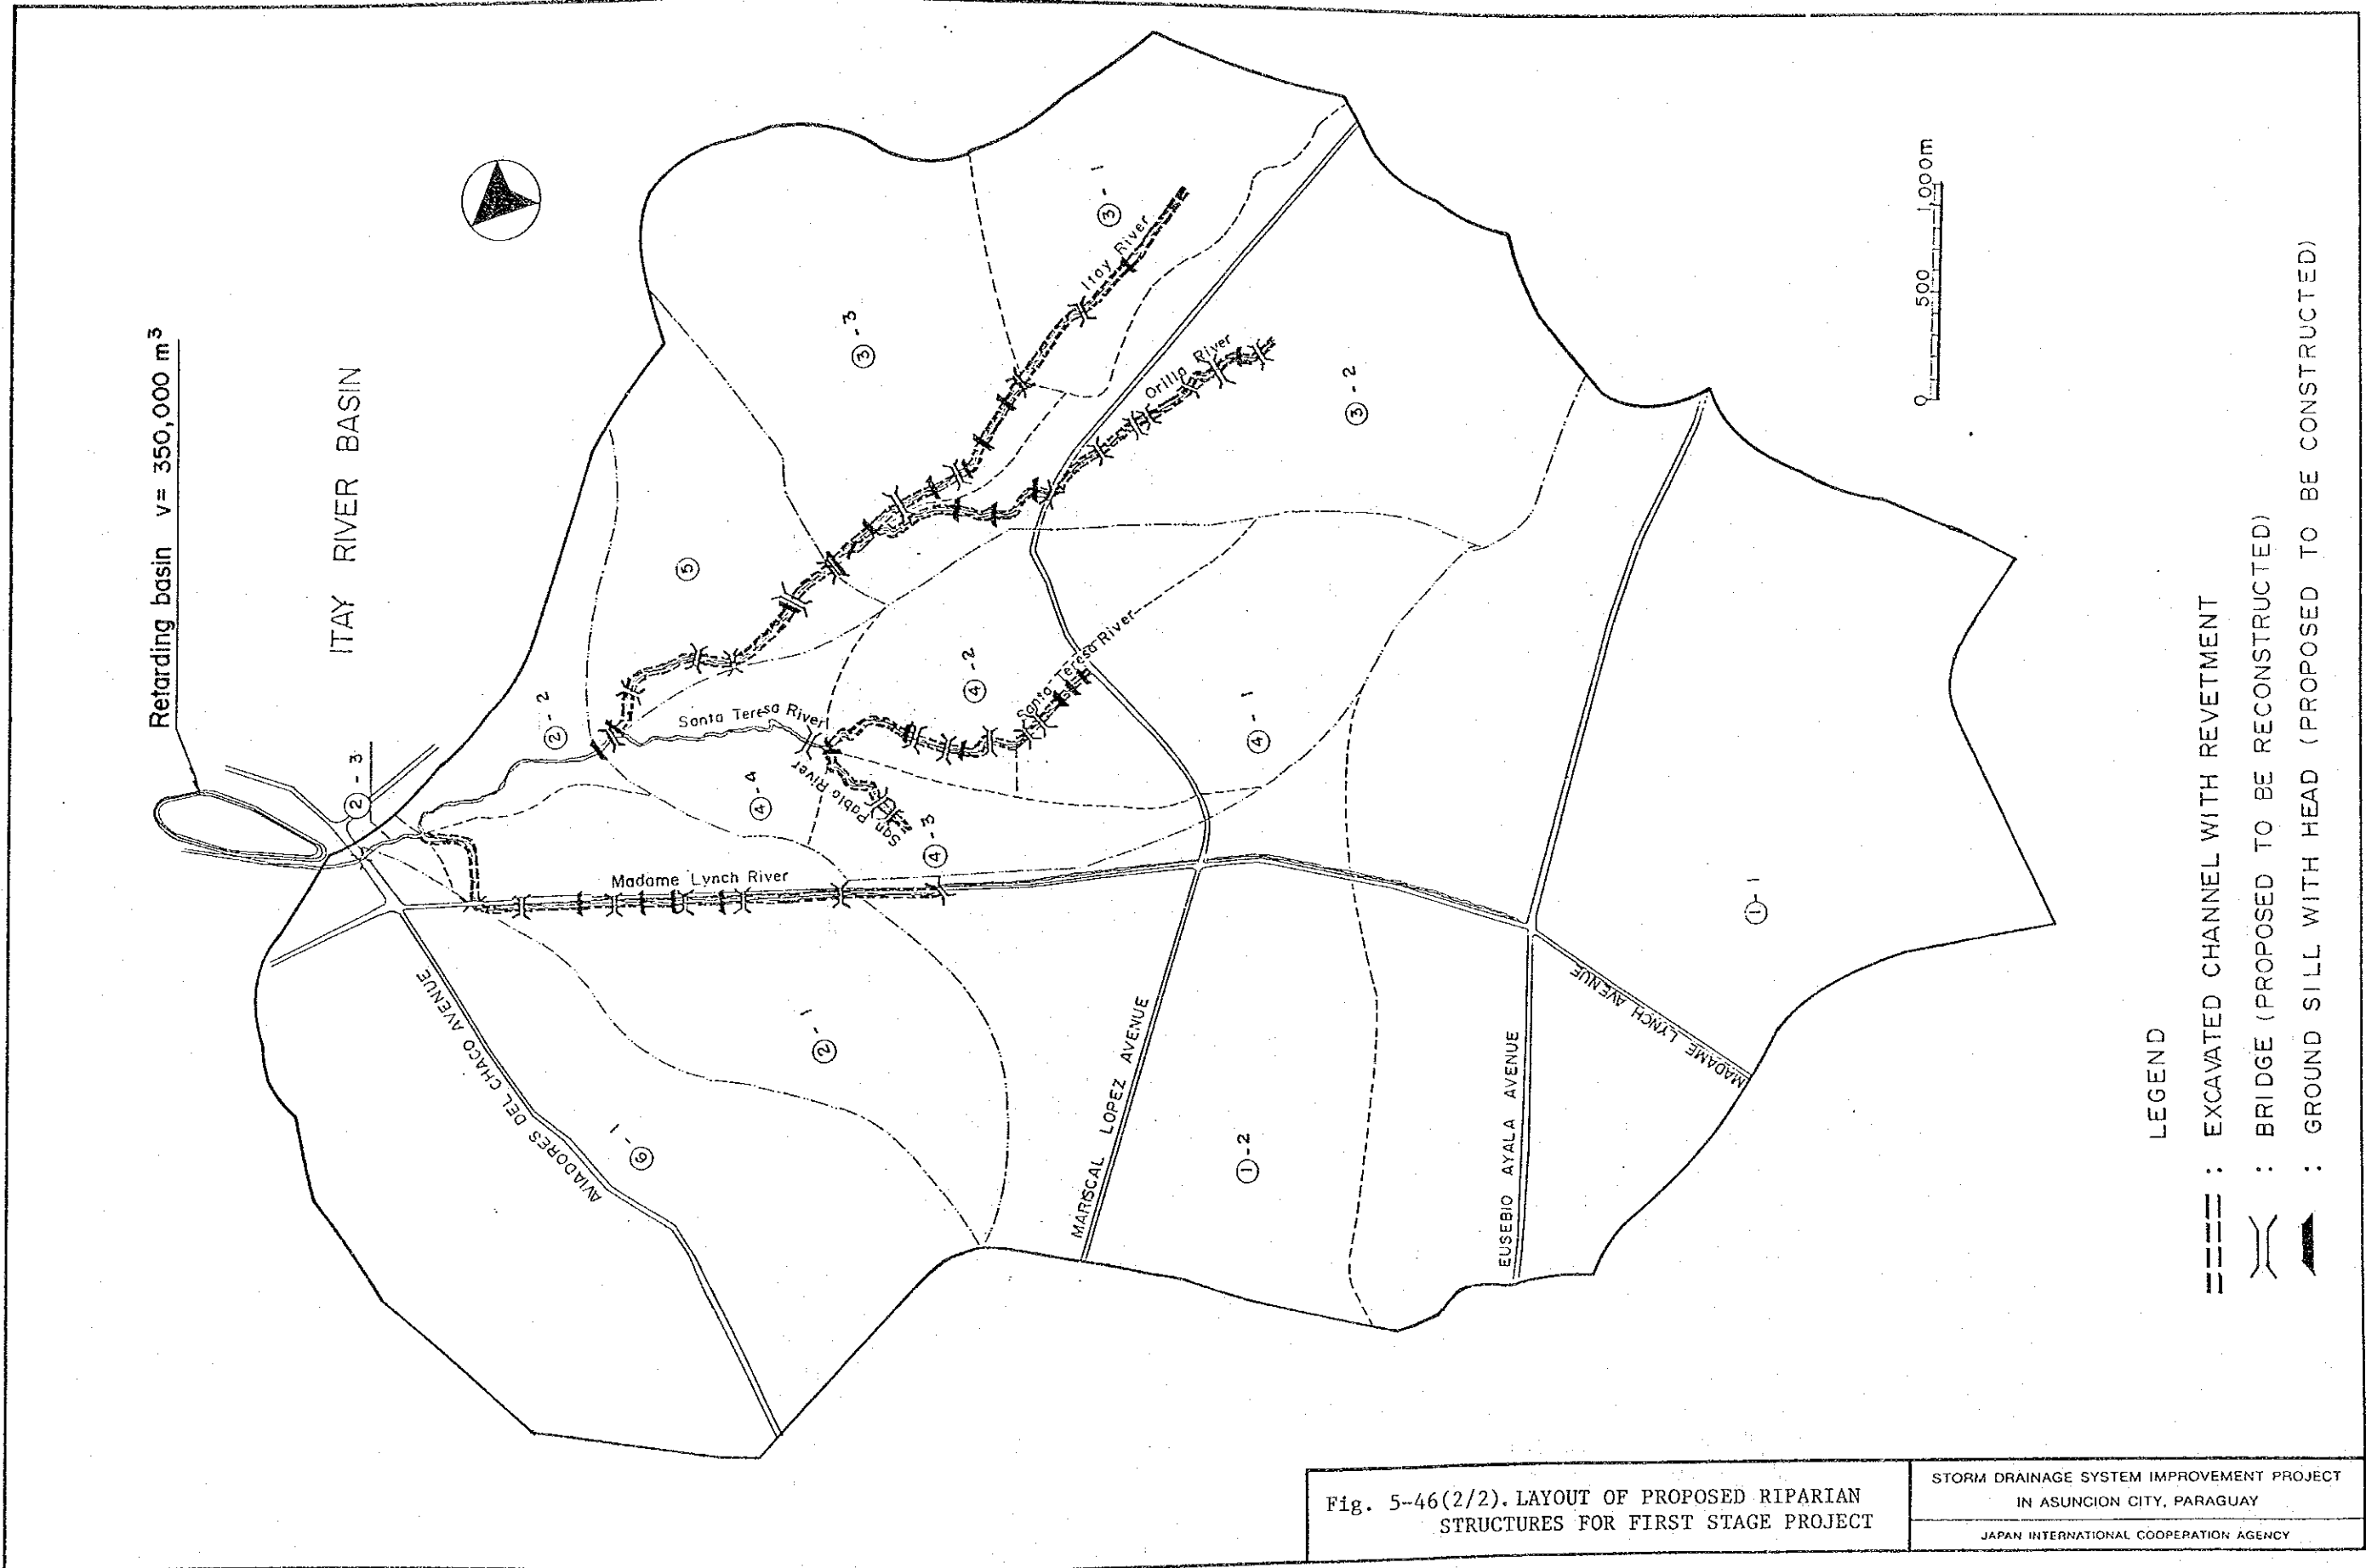 Retarding basin v= 350,000 m³
ITAY RIVER BASIN
② - 3
② - 2
⑤
③ - 3
③ - 1
Itay River
Orilla River
③ - 2
0 500 1,000m
Santa Teresa River
④ - 2
Santa Teresa River
④ - 1
④ - 4
San Pablo River
④ - 3
Madame Lynch River
② - 1
⑥ - 1
AVIADORES DEL CHACO AVENUE
MARISCAL LOPEZ AVENUE
① - 2
EUSEBIO AYALA AVENUE
MADAME LYNCH AVENUE
① - 1
LEGEND
: EXCAVATED CHANNEL WITH REVETMENT
: BRIDGE (PROPOSED TO BE RECONSTRUCTED)
: GROUND SILL WITH HEAD (PROPOSED TO BE CONSTRUCTED)
Fig. 5-46(2/2). LAYOUT OF PROPOSED RIPARIAN
STRUCTURES FOR FIRST STAGE PROJECT
STORM DRAINAGE SYSTEM IMPROVEMENT PROJECT
IN ASUNCION CITY, PARAGUAY
JAPAN INTERNATIONAL COOPERATION AGENCY